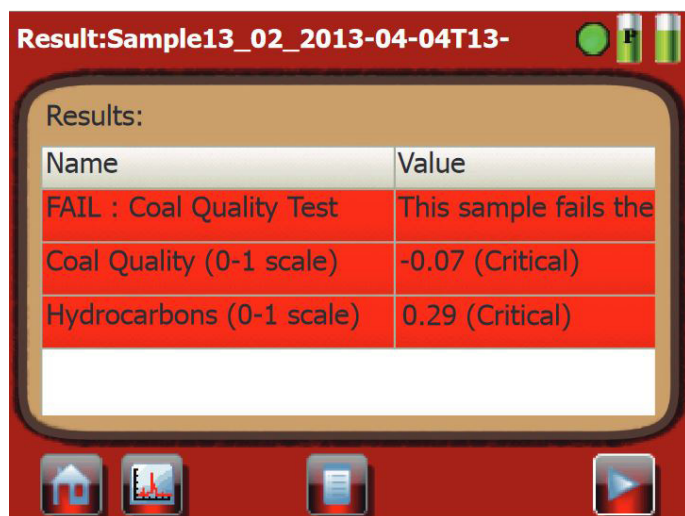 Result:Sample13_02_2013-04-04T13-
P
Results:
Name Value
FAIL : Coal Quality Test This sample fails the
Coal Quality (0-1 scale) -0.07 (Critical)
Hydrocarbons (0-1 scale) 0.29 (Critical)